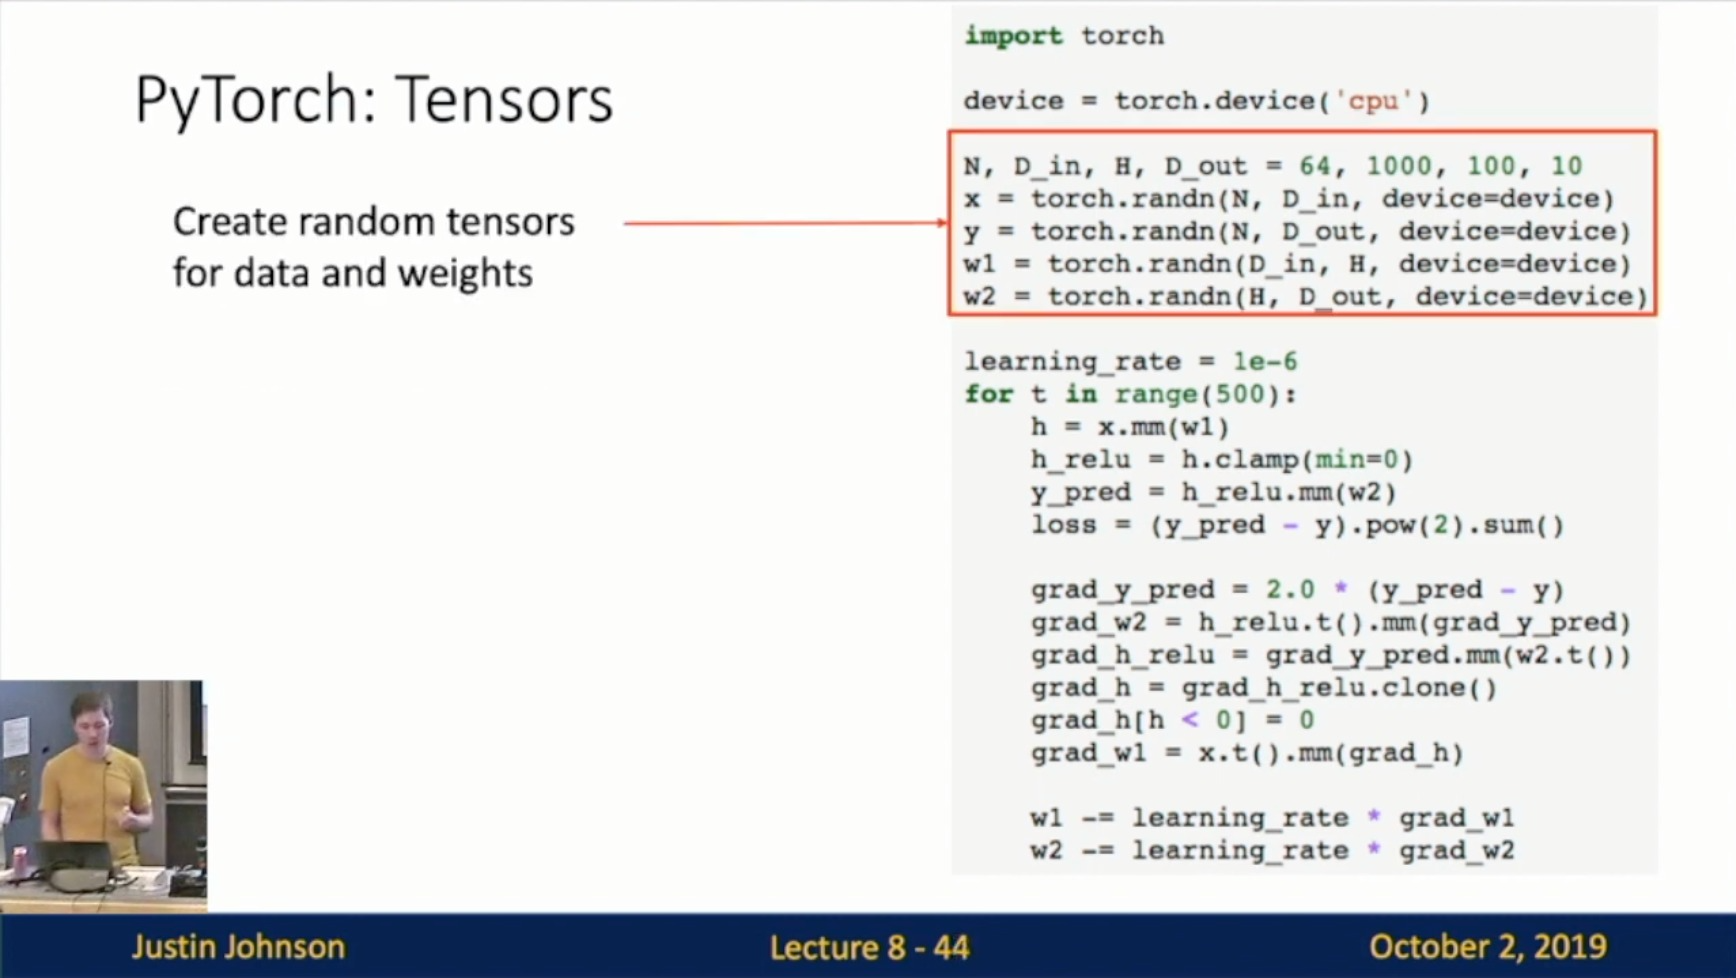 PyTorch: Tensors
Create random tensors
for data and weights
import torch
device = torch.device('cpu')
N, D_in, H, D_out = 64, 1000, 100, 10
x = torch.randn(N, D_in, device=device)
y = torch.randn(N, D_out, device=device)
w1 = torch.randn(D_in, H, device=device)
w2 = torch.randn(H, D_out, device=device)
learning_rate = 1e-6
for t in range(500):
    h = x.mm(w1)
    h_relu = h.clamp(min=0)
    y_pred = h_relu.mm(w2)
    loss = (y_pred - y).pow(2).sum()
    grad_y_pred = 2.0 * (y_pred - y)
    grad_w2 = h_relu.t().mm(grad_y_pred)
    grad_h_relu = grad_y_pred.mm(w2.t())
    grad_h = grad_h_relu.clone()
    grad_h[h < 0] = 0
    grad_w1 = x.t().mm(grad_h)
    w1 -= learning_rate * grad_w1
    w2 -= learning_rate * grad_w2
Justin Johnson
Lecture 8 - 44
October 2, 2019